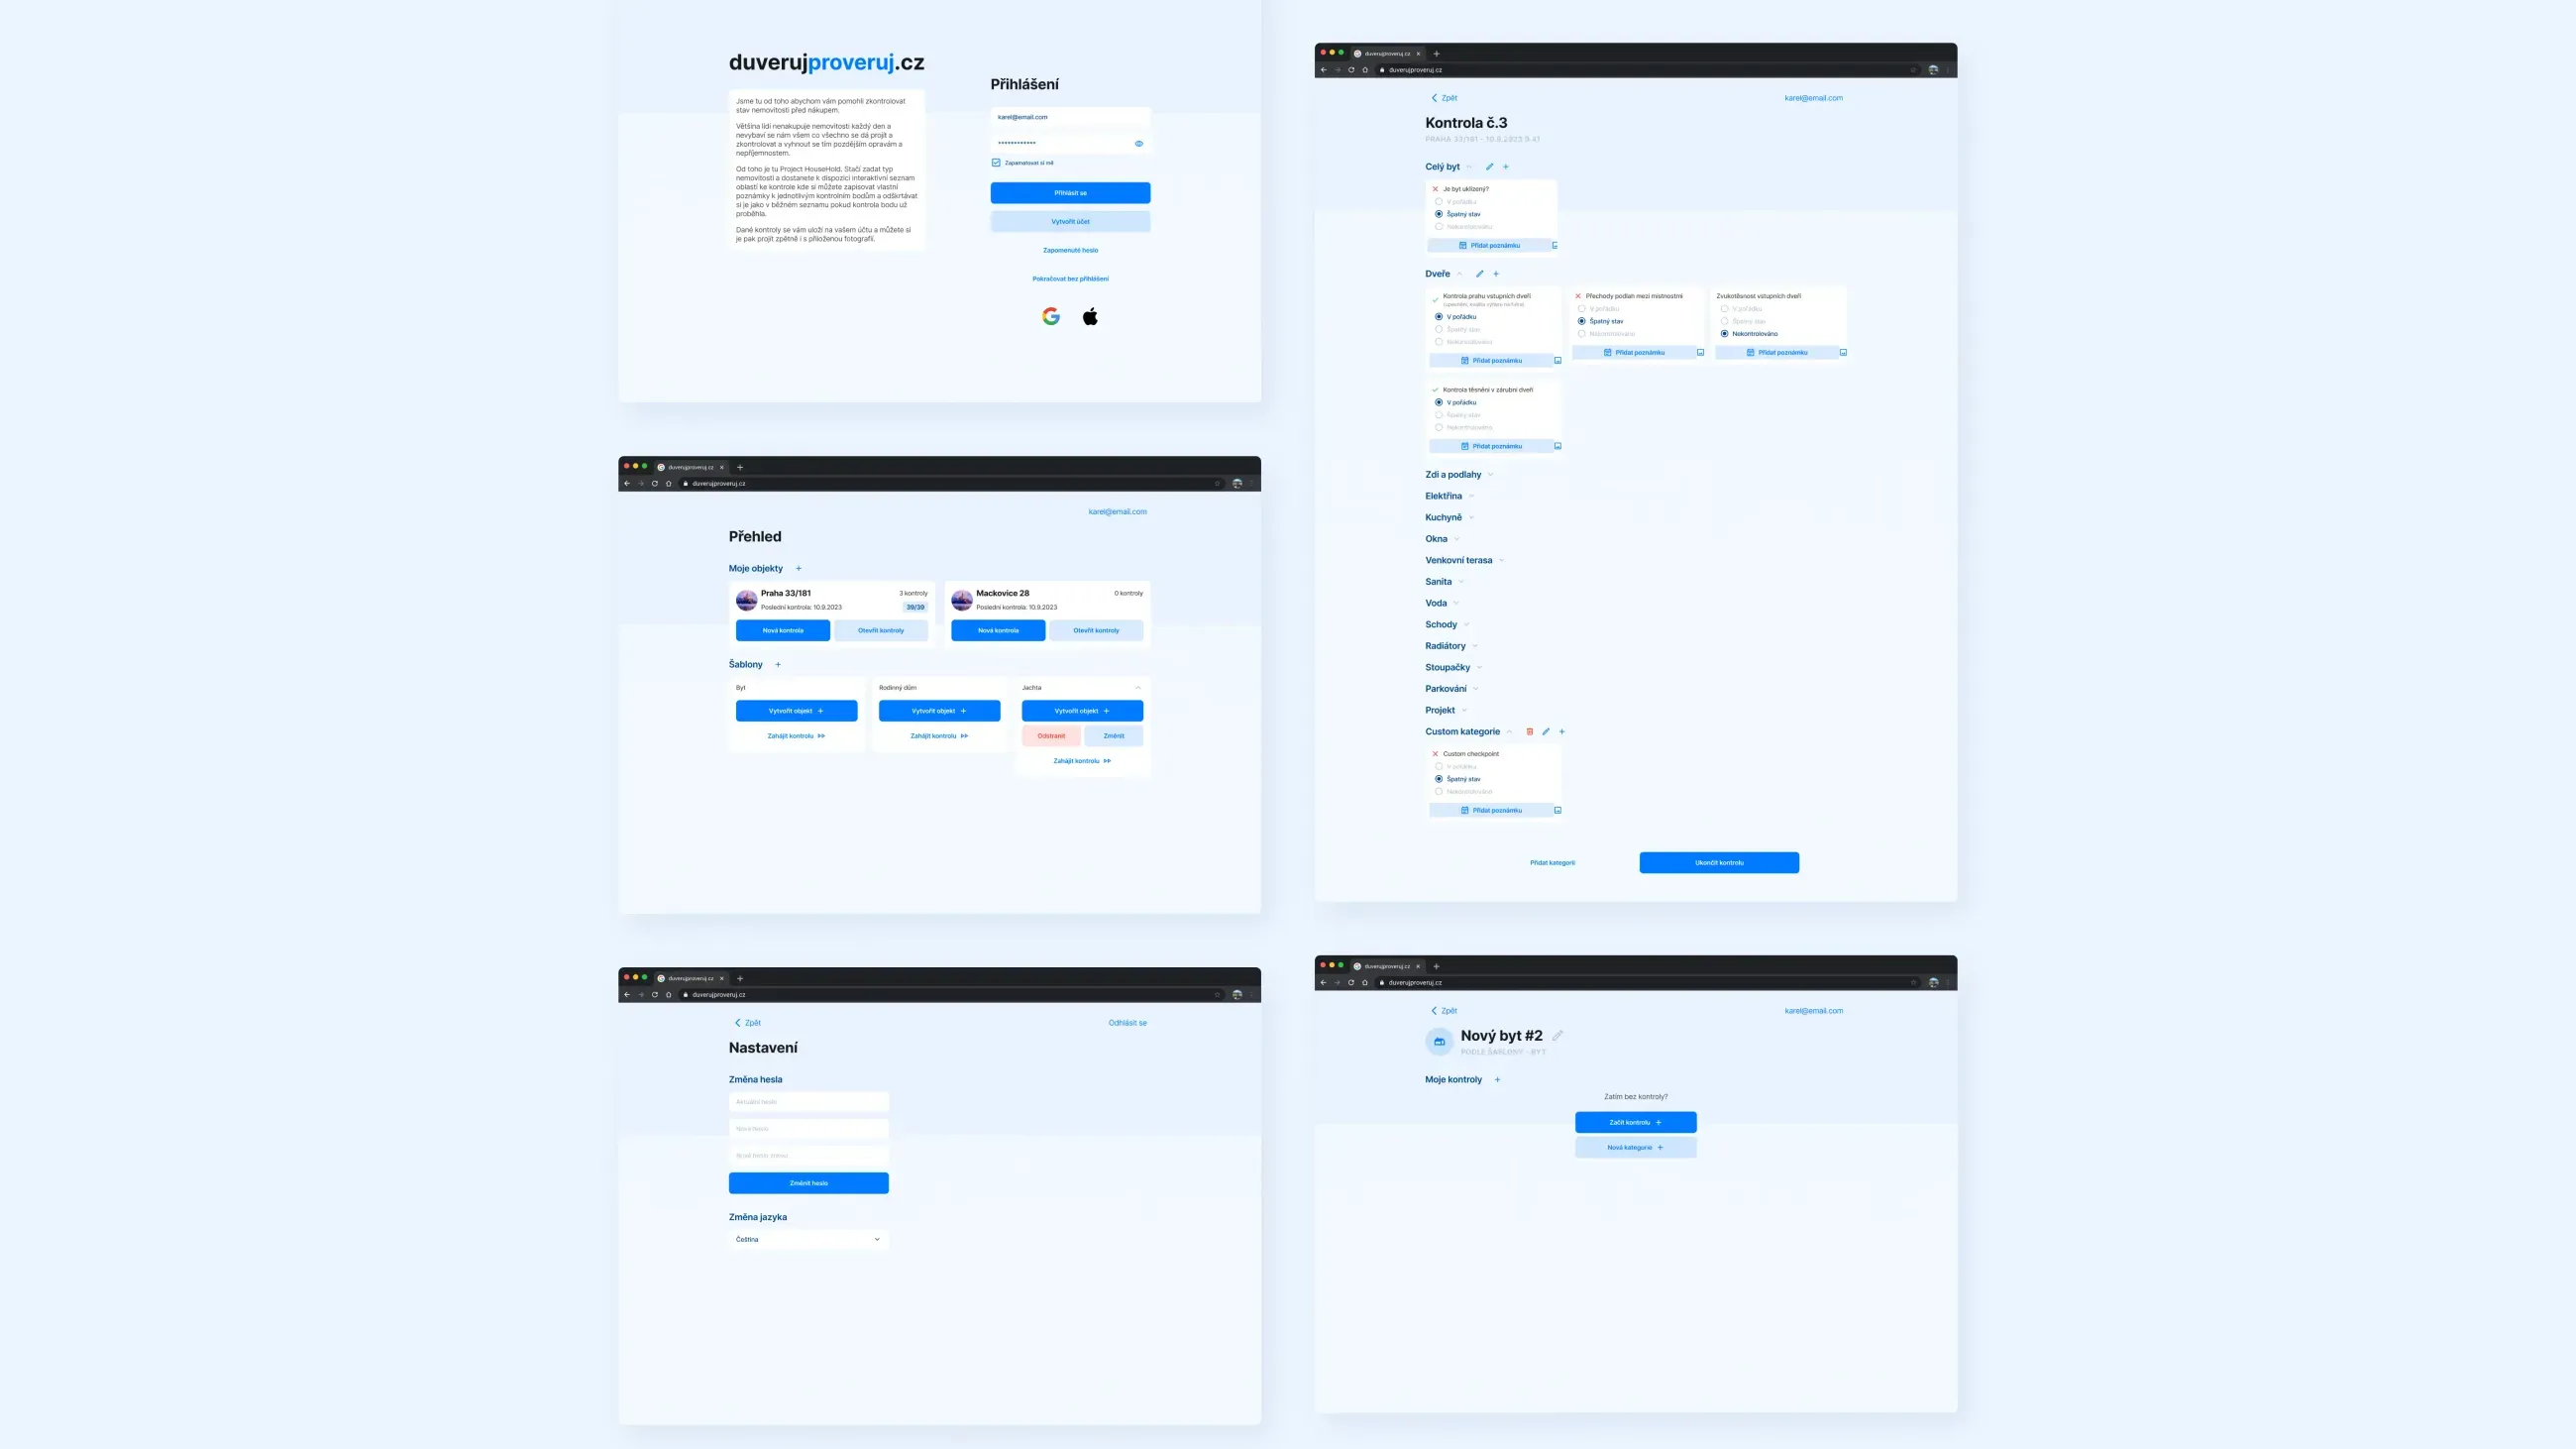 duverujproveruj.cz
Jsme tu od toho abychom vám pomohli zkontrolovat
stav nemovitosti před nákupem.
Většina lidí nenakupuje nemovitosti každý den a
nevybaví se nám všem co všechno se dá projít a
zkontrolovat a vyhnout se tím pozdějším opravám a
nepříjemnostem.
Od toho je tu Project HouseHold. Stačí zadat typ
nemovitosti a dostanete k dispozici interaktivní seznam
oblastí ke kontrole kde si můžete zapisovat vlastní
poznámky k jednotlivým kontrolním bodům a odškrtávat
si je jako v běžném seznamu pokud kontrola bodu už
proběhla.
Dané kontroly se vám uloží na vašem účtu a můžete si
je pak projít zpětně i s přiloženou fotografií.
Přihlášení
karel@email.com
************
Zapamatovat si mě
Přihlásit se
Vytvořit účet
Zapomenuté heslo
Pokračovat bez přihlášení
duverujproveruj.cz
duverujproveruj.cz
karel@email.com
Přehled
Moje objekty
Praha 33/181
3 kontroly
Poslední kontrola: 10.9.2023
39/39
Nová kontrola
Otevřít kontroly
Mackovice 28
0 kontroly
Poslední kontrola: 10.9.2023
Nová kontrola
Otevřít kontroly
Šablony
Byt
Vytvořit objekt
Zahájit kontrolu
Rodinný dům
Vytvořit objekt
Zahájit kontrolu
Jachta
Vytvořit objekt
Odstranit
Změnit
Zahájit kontrolu
duverujproveruj.cz
duverujproveruj.cz
Zpět
Odhlásit se
Nastavení
Změna hesla
Aktuální heslo
Nové heslo
Změnit heslo
Změna jazyka
Čeština
duverujproveruj.cz
duverujproveruj.cz
Zpět
karel@email.com
Kontrola č.3
PRAHA 33/181 - 10.9.2023 9:41
Celý byt
Je byt uklizený?
V pořádku
Špatný stav
Nekontrolováno
Přidat poznámku
Dveře
Kontrola prahu vstupních dveří
V pořádku
Špatný stav
Nekontrolováno
Přidat poznámku
Přechody podlah mezi místnostmi
V pořádku
Špatný stav
Nekontrolováno
Přidat poznámku
Zvukotěsnost vstupních dveří
V pořádku
Špatný stav
Nekontrolováno
Přidat poznámku
Kontrola těsnění v zárubni dveří
V pořádku
Špatný stav
Nekontrolováno
Přidat poznámku
Zdi a podlahy
Elektřina
Kuchyně
Okna
Venkovní terasa
Sanita
Voda
Schody
Radiátory
Stoupačky
Parkování
Projekt
Custom kategorie
Custom checkpoint
V pořádku
Špatný stav
Nekontrolováno
Přidat poznámku
Přidat kategorii
Ukončit kontrolu
duverujproveruj.cz
duverujproveruj.cz
Zpět
karel@email.com
Nový byt #2
PODLE ŠABLONY - BYT
Moje kontroly
Zatím bez kontroly?
Začít kontrolu
Nová kategorie